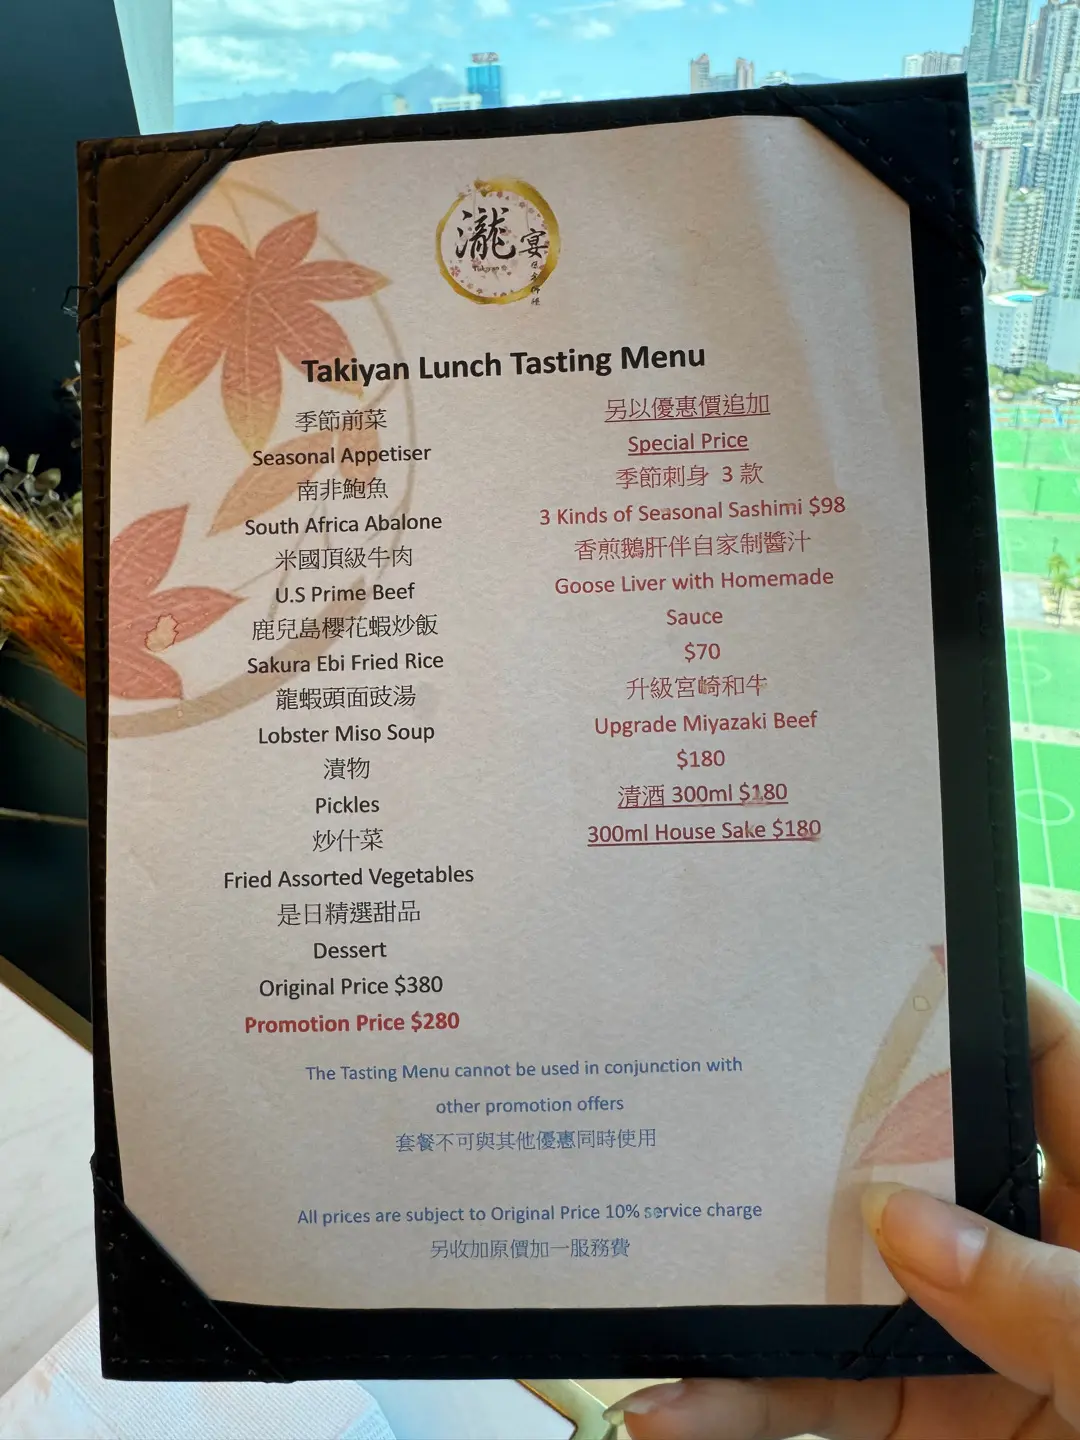 瀧宴
Takiyan
Takiyan Lunch Tasting Menu
季節前菜
Seasonal Appetiser
南非鮑魚
South Africa Abalone
米國頂級牛肉
U.S Prime Beef
鹿兒島櫻花蝦炒飯
Sakura Ebi Fried Rice
龍蝦頭面豉湯
Lobster Miso Soup
漬物
Pickles
炒什菜
Fried Assorted Vegetables
是日精選甜品
Dessert
Original Price $380
Promotion Price $280
另以優惠價追加
Special Price
季節刺身 3 款
3 Kinds of Seasonal Sashimi $98
香煎鵝肝伴自家制醬汁
Goose Liver with Homemade
Sauce
$70
升級宮崎和牛
Upgrade Miyazaki Beef
$180
清酒 300ml $180
300ml House Sake $180
The Tasting Menu cannot be used in conjunction with
other promotion offers
套餐不可與其他優惠同時使用
All prices are subject to Original Price 10% service charge
另收加原價加一服務費